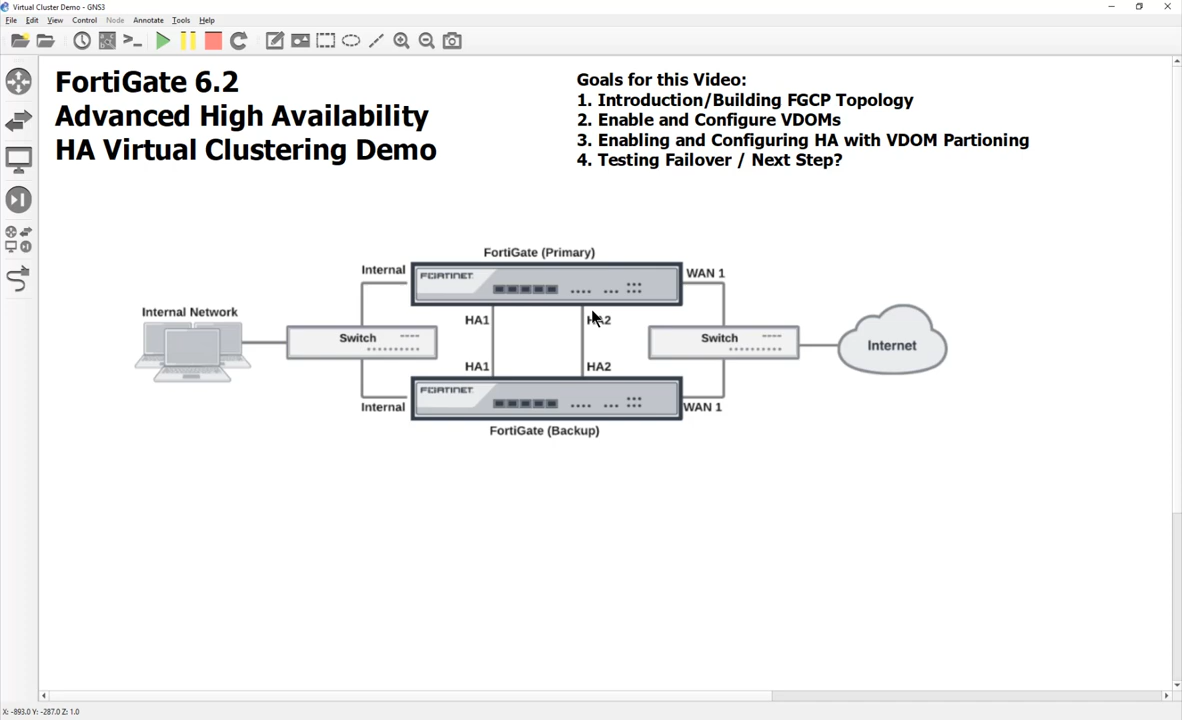 Virtual Cluster Demo - GNS3
File Edit View Control Node Annotate Tools Help
FortiGate 6.2
Advanced High Availability
HA Virtual Clustering Demo
Goals for this Video:
1. Introduction/Building FGCP Topology
2. Enable and Configure VDOMs
3. Enabling and Configuring HA with VDOM Partioning
4. Testing Failover / Next Step?
FortiGate (Primary)
Internal
FORTINET
WAN 1
Internal Network
HA1
HA2
Switch
Switch
Internet
HA1
HA2
FORTINET
Internal
WAN 1
FortiGate (Backup)
X: -893.0 Y: -287.0 Z: 1.0